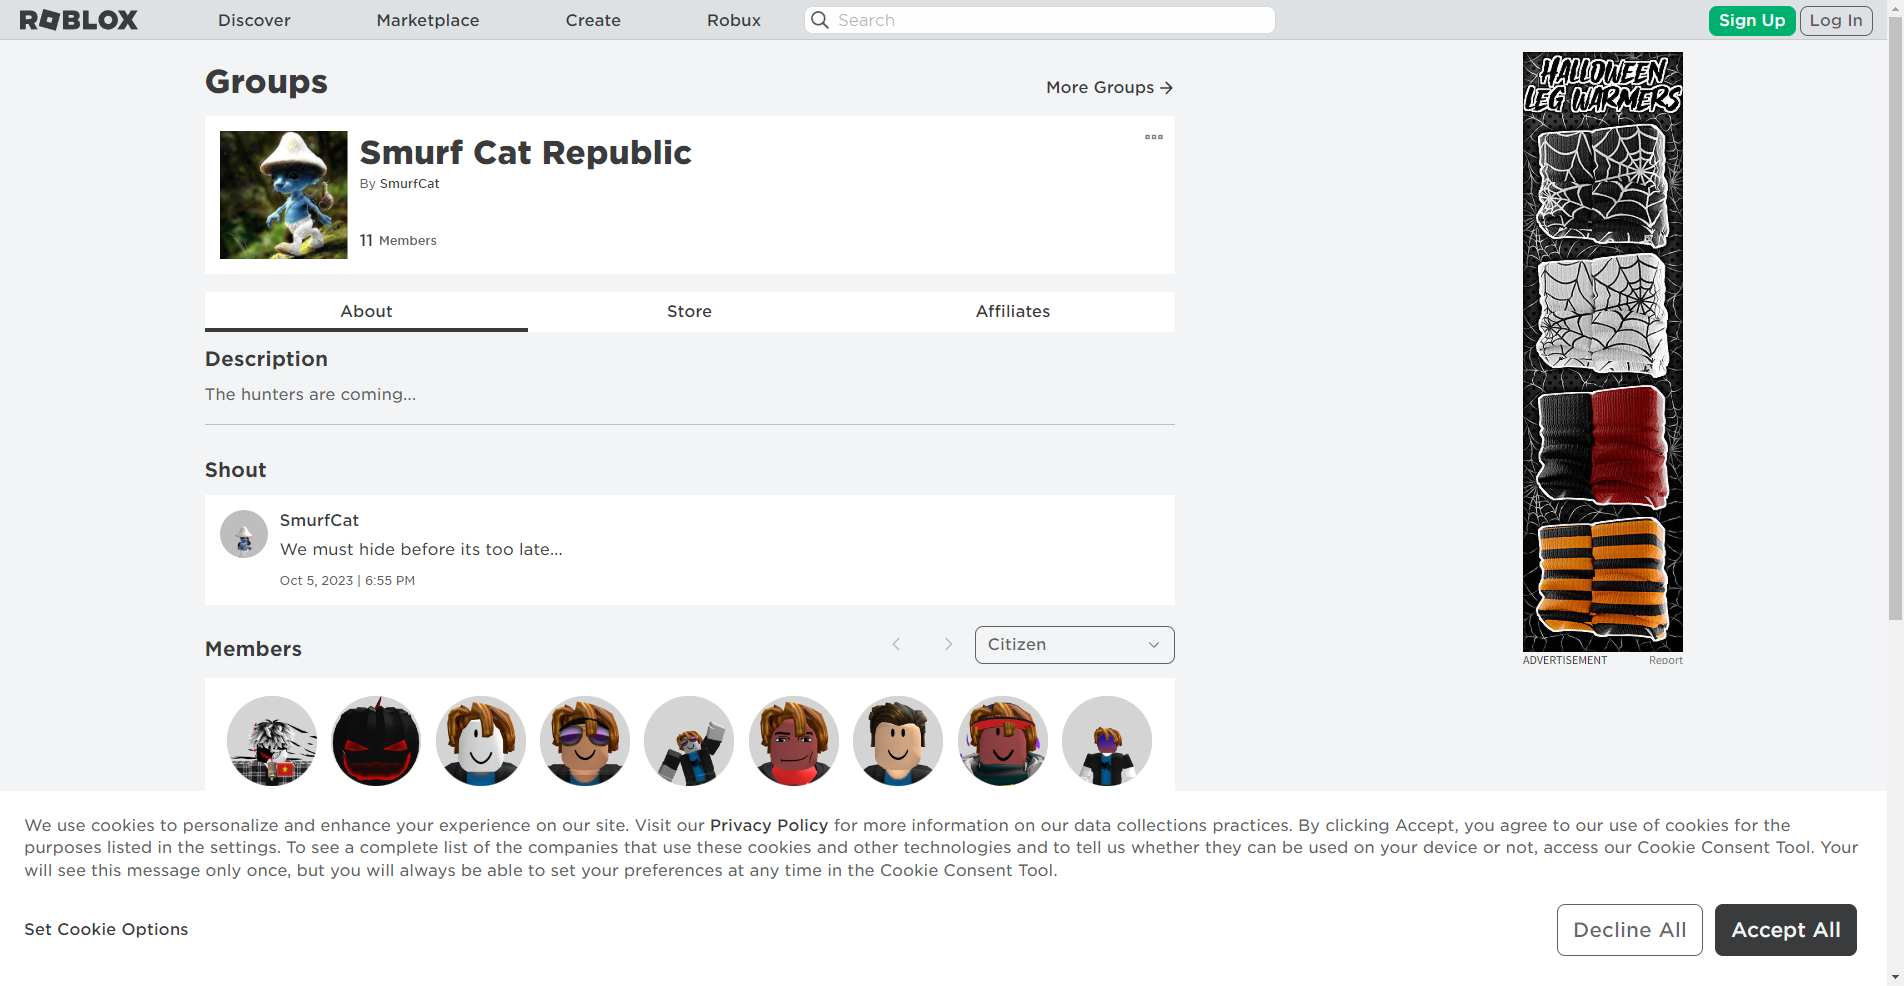 ROBLOX
Discover
Marketplace
Create
Robux
Search
Sign Up
Log In
Groups
More Groups →
Smurf Cat Republic
By SmurfCat
11 Members
About
Store
Affiliates
Description
The hunters are coming...
Shout
SmurfCat
We must hide before its too late...
Oct 5, 2023 | 6:55 PM
Members
Citizen
HALLOWEEN
LEG WARMERS
ADVERTISEMENT
Report
We use cookies to personalize and enhance your experience on our site. Visit our Privacy Policy for more information on our data collections practices. By clicking Accept, you agree to our use of cookies for the
purposes listed in the settings. To see a complete list of the companies that use these cookies and other technologies and to tell us whether they can be used on your device or not, access our Cookie Consent Tool. Your
will see this message only once, but you will always be able to set your preferences at any time in the Cookie Consent Tool.
Set Cookie Options
Decline All
Accept All